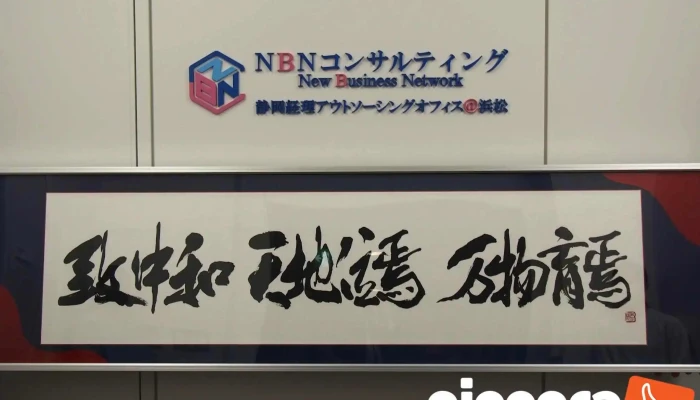 NBNコンサルティング
New Business Network
静岡経理アウトソーシングオフィス@浜松
致中和 天地位焉 万物育焉